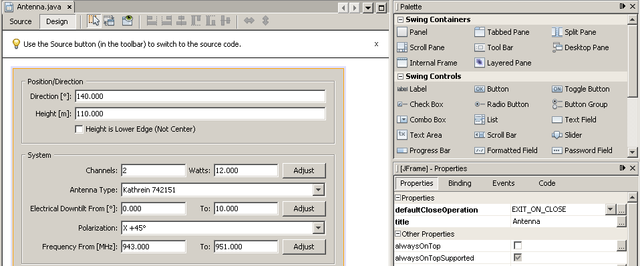 Antenna.java
Source Design
Use the Source button (in the toolbar) to switch to the source code. x
Position/Direction
Direction [°]: 140.000
Height [m]: 110.000
Height is Lower Edge (Not Center)
System
Channels: 2 Watts: 12.000 Adjust
Antenna Type: Kathrein 742151
Electrical Downtilt From [°]: 0.000 To: 10.000 Adjust
Polarization: X +45°
Frequency From [MHz]: 943.000 To: 951.000 Adjust
Palette
Swing Containers
Panel Tabbed Pane Split Pane
Scroll Pane Tool Bar Desktop Pane
Internal Frame Layered Pane
Swing Controls
Label Button Toggle Button
Check Box Radio Button Button Group
Combo Box List Text Field
Text Area Scroll Bar Slider
Progress Bar Formatted Field Password Field
[JFrame] - Properties
Properties Binding Events Code
Properties
defaultCloseOperation EXIT_ON_CLOSE ...
title Antenna ...
Other Properties
alwaysOnTop ...
alwaysOnTopSupported